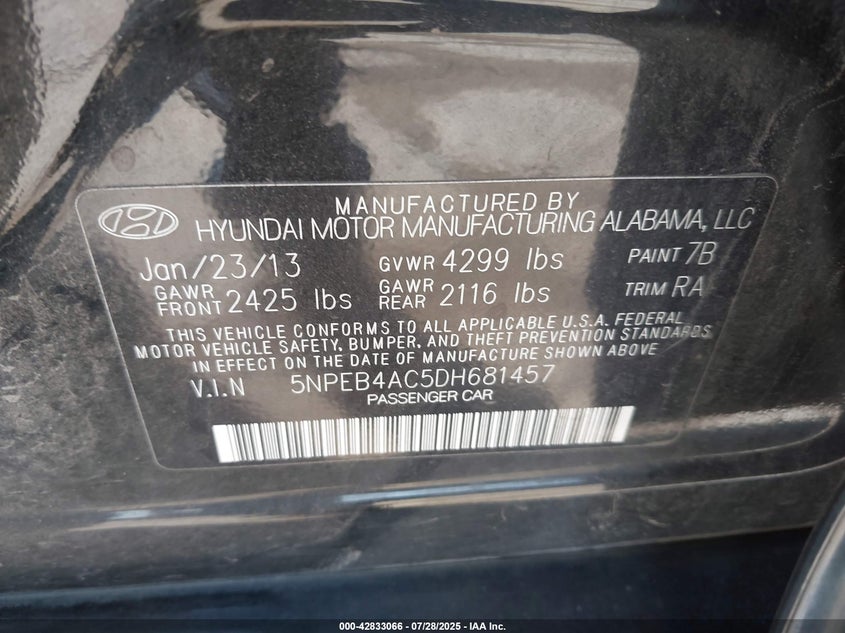 MANUFACTURED BY
HYUNDAI MOTOR MANUFACTURING ALABAMA, LLC
Jan/23/13 GVWR 4299 lbs PAINT 7B
GAWR FRONT 2425 lbs GAWR REAR 2116 lbs TRIM RA
THIS VEHICLE CONFORMS TO ALL APPLICABLE U.S.A. FEDERAL
MOTOR VEHICLE SAFETY, BUMPER, AND THEFT PREVENTION STANDARDS
IN EFFECT ON THE DATE OF MANUFACTURE SHOWN ABOVE
V.I.N 5NPEB4AC5DH681457
PASSENGER CAR
000-42833066 / 07/28/2025 - IAA Inc.